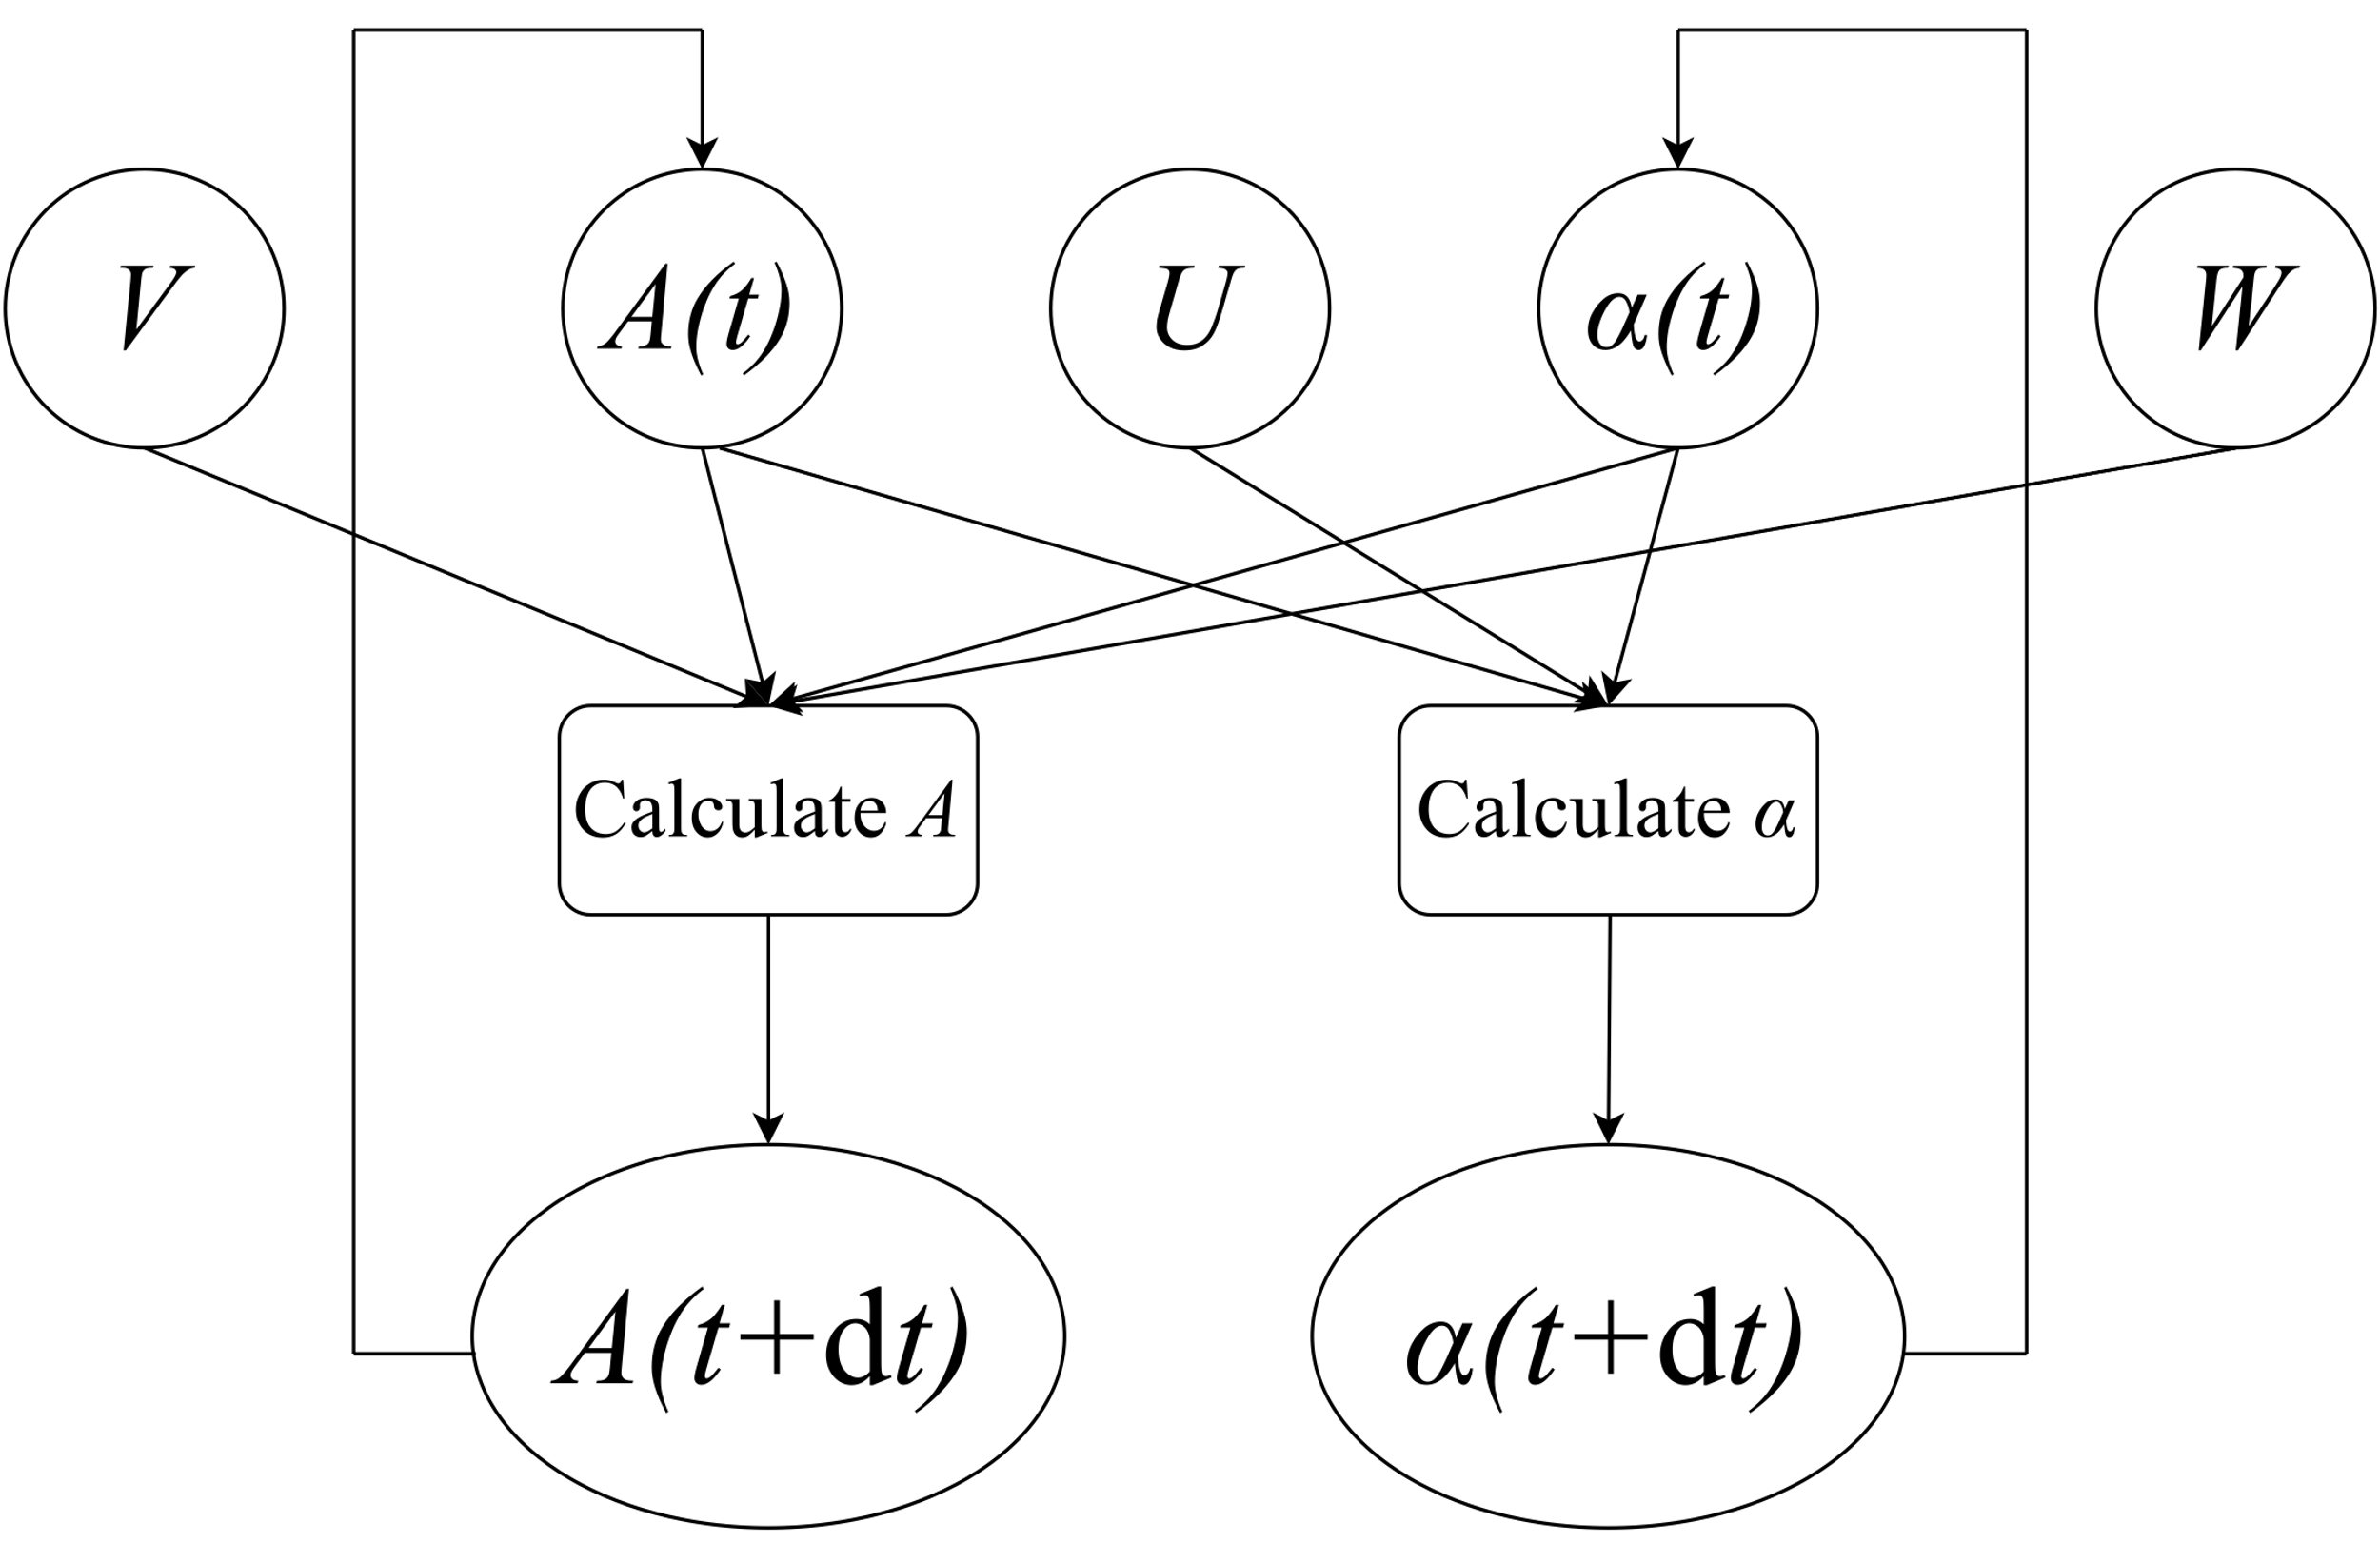 V
A(t)
U
α(t)
W
Calculate A
Calculate α
A(t+dt)
α(t+dt)